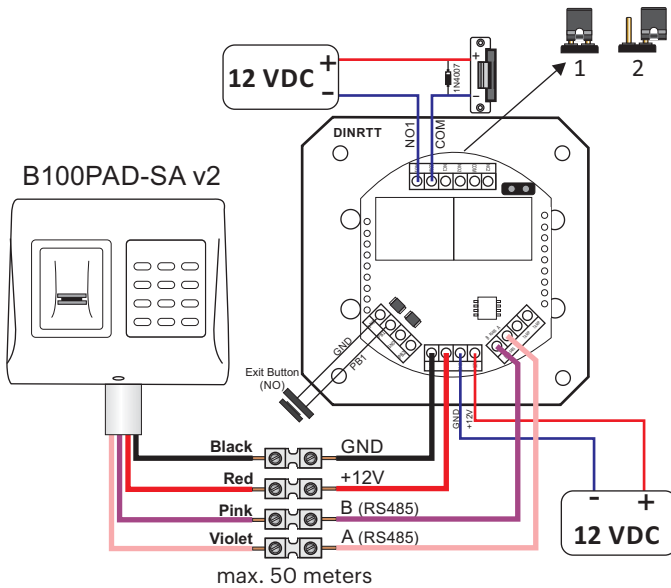 1
2
12 VDC
+
-
1N4007
+
-
DINRTT
NO1
COM
B100PAD-SA v2
GND
PB1
Exit Button
(NO)
GND
+12V
Black
GND
Red
+12V
Pink
B (RS485)
Violet
A (RS485)
-
+
12 VDC
max. 50 meters